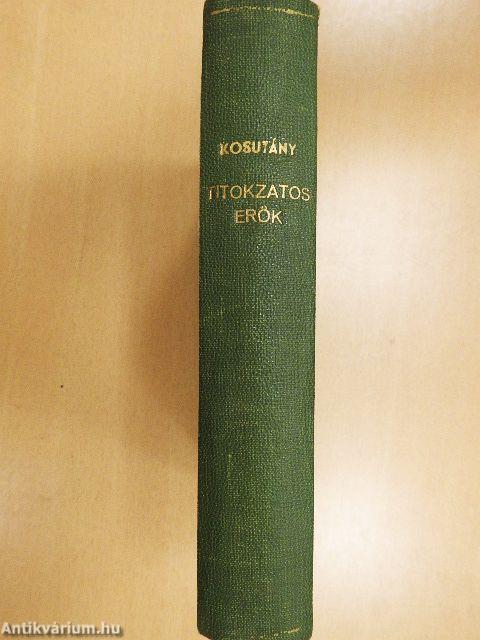 KOSUTÁNY
TITOKZATOS
ERŐK
Antikvárium.hu